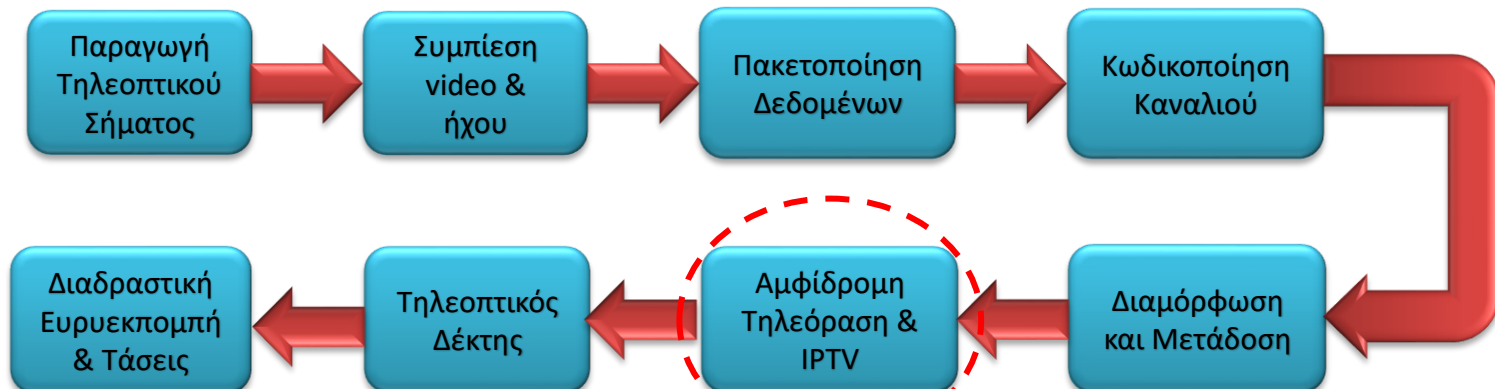 Παραγωγή
Τηλεοπτικού
Σήματος
Συμπίεση
video &
ήχου
Πακετοποίηση
Δεδομένων
Κωδικοποίηση
Καναλιού
Διαμόρφωση
και Μετάδοση
Αμφίδρομη
Τηλεόραση &
IPTV
Τηλεοπτικός
Δέκτης
Διαδραστική
Ευρυεκπομπή
& Τάσεις